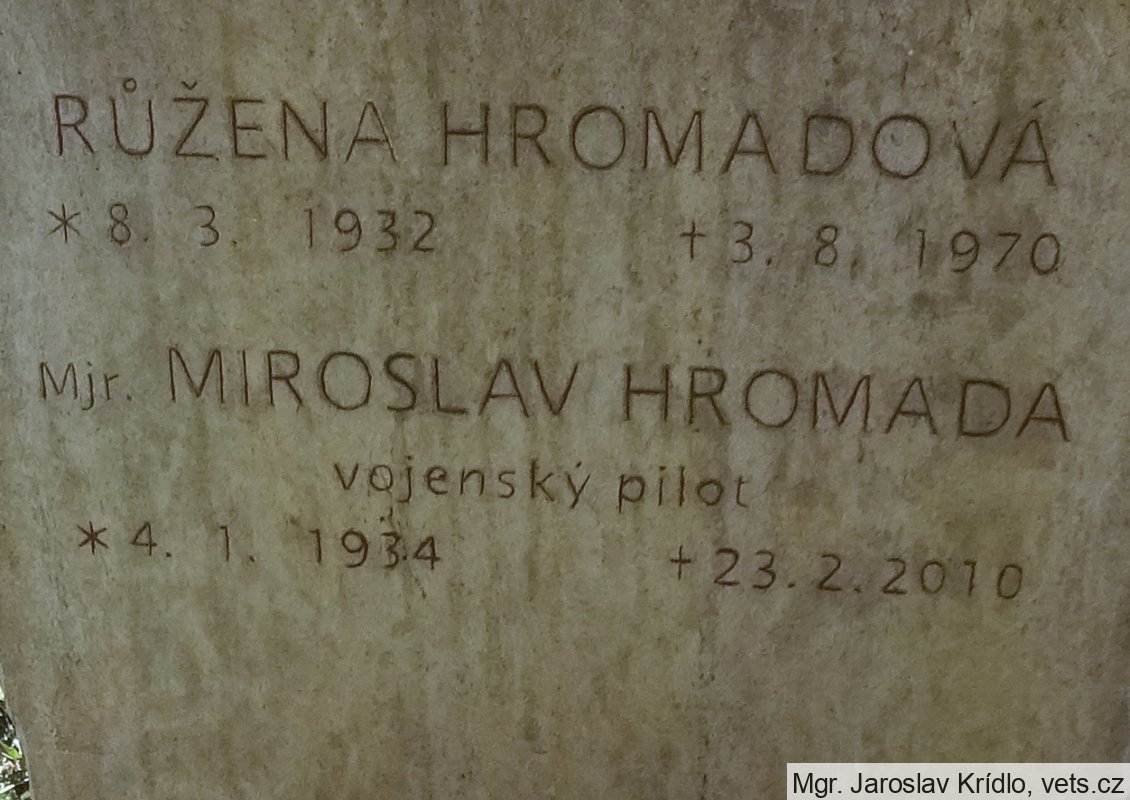 RŮŽENA HROMADOVÁ
*8. 3. 1932 +3. 8. 1970
Mjr. MIROSLAV HROMADA
vojenský pilot
*4. 1. 1934 +23.2.2010
Mgr. Jaroslav Krídlo, vets.cz